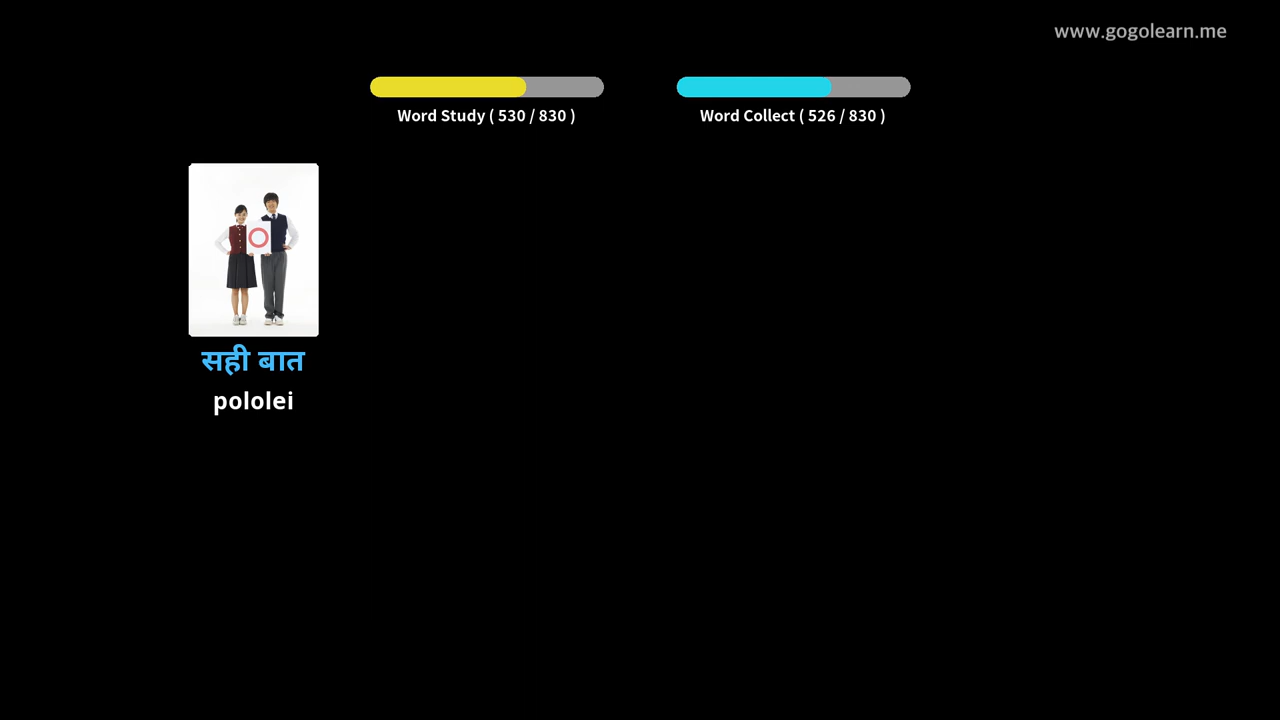 www.gogolearn.me
Word Study ( 530 / 830 )
Word Collect ( 526 / 830 )
सही बात
pololei